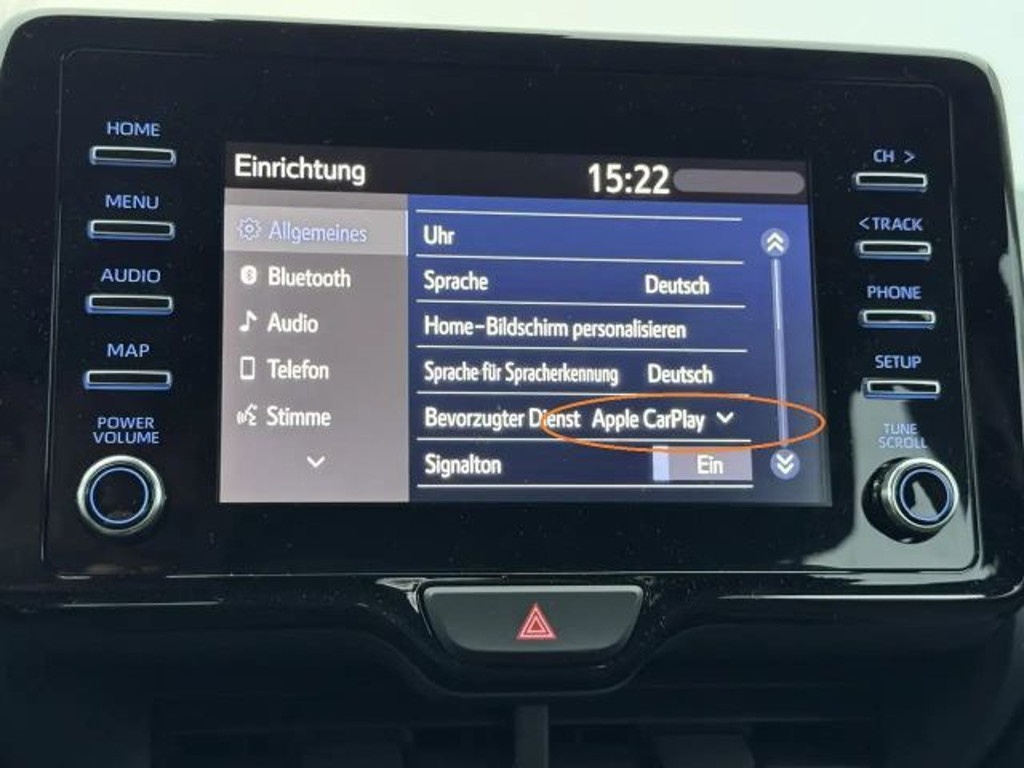 HOME
MENU
AUDIO
MAP
POWER
VOLUME
Einrichtung 15:22
Allgemeines
Bluetooth
Audio
Telefon
Stimme
Uhr
Sprache Deutsch
Home-Bildschirm personalisieren
Sprache für Spracherkennung Deutsch
Bevorzugter Dienst Apple CarPlay
Signalton Ein
CH >
< TRACK
PHONE
SETUP
TUNE
SCROLL